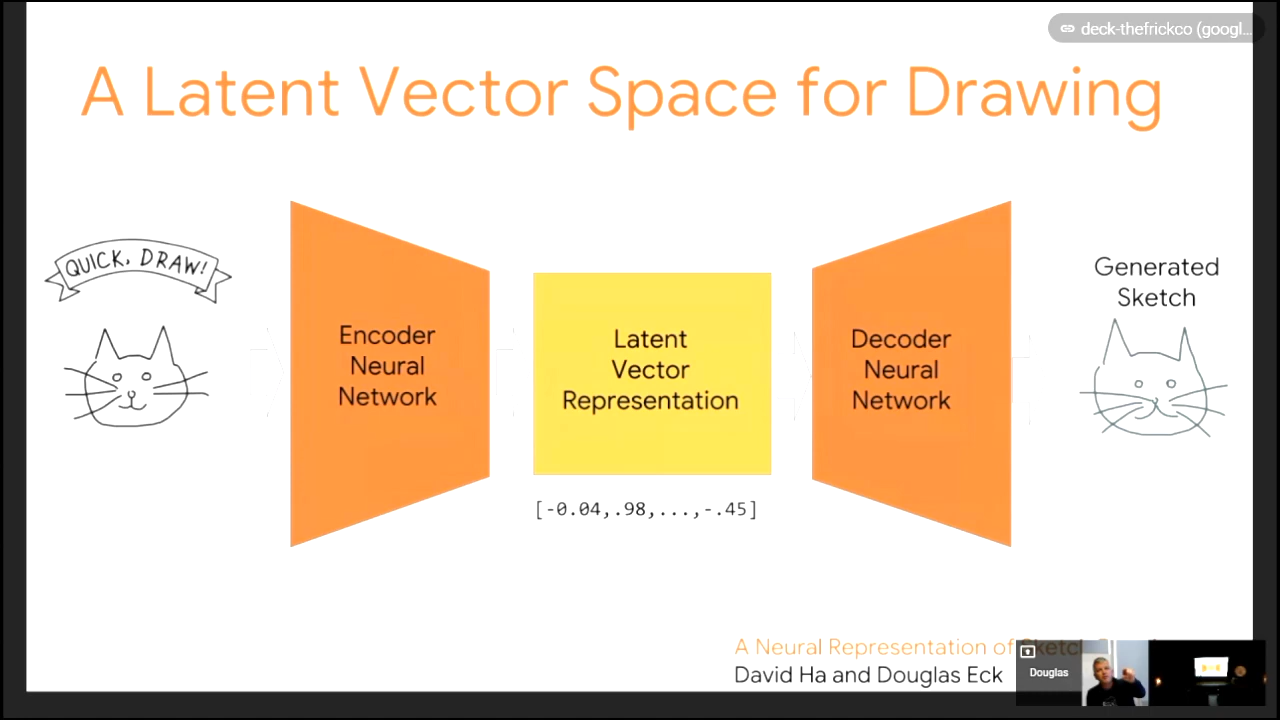 deck-thefrickco (googl...
A Latent Vector Space for Drawing
QUICK, DRAW!
Encoder
Neural
Network
Latent
Vector
Representation
[-0.04,.98,...,-.45]
Decoder
Neural
Network
Generated
Sketch
A Neural Representation of Sketch
David Ha and Douglas Eck
Douglas